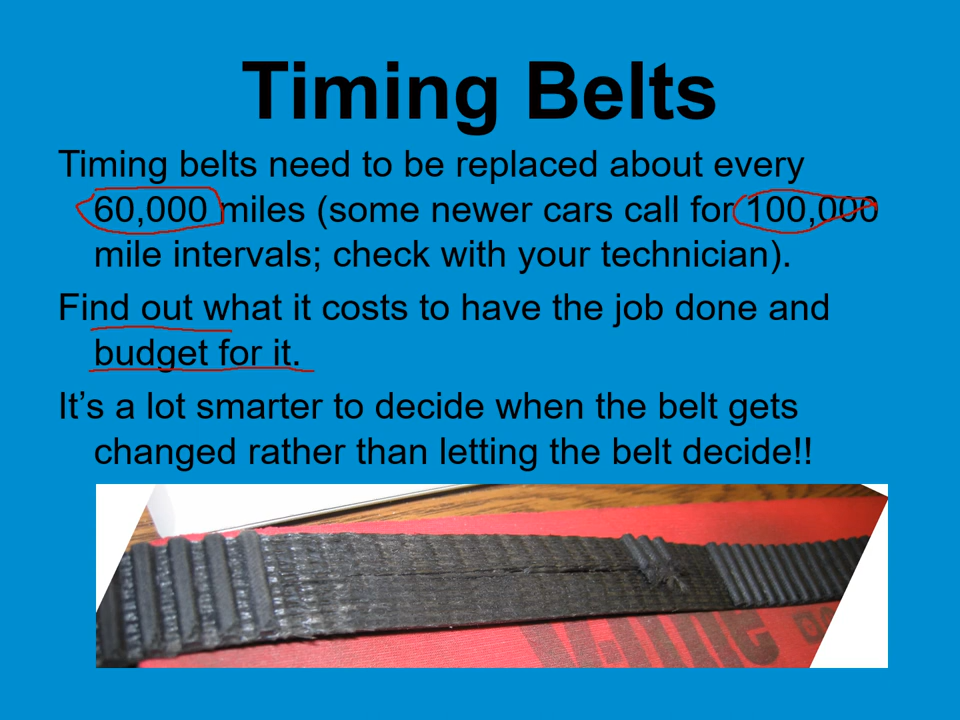 Timing Belts
Timing belts need to be replaced about every
60,000 miles (some newer cars call for 100,000
mile intervals; check with your technician).
Find out what it costs to have the job done and
budget for it.
It’s a lot smarter to decide when the belt gets
changed rather than letting the belt decide!!